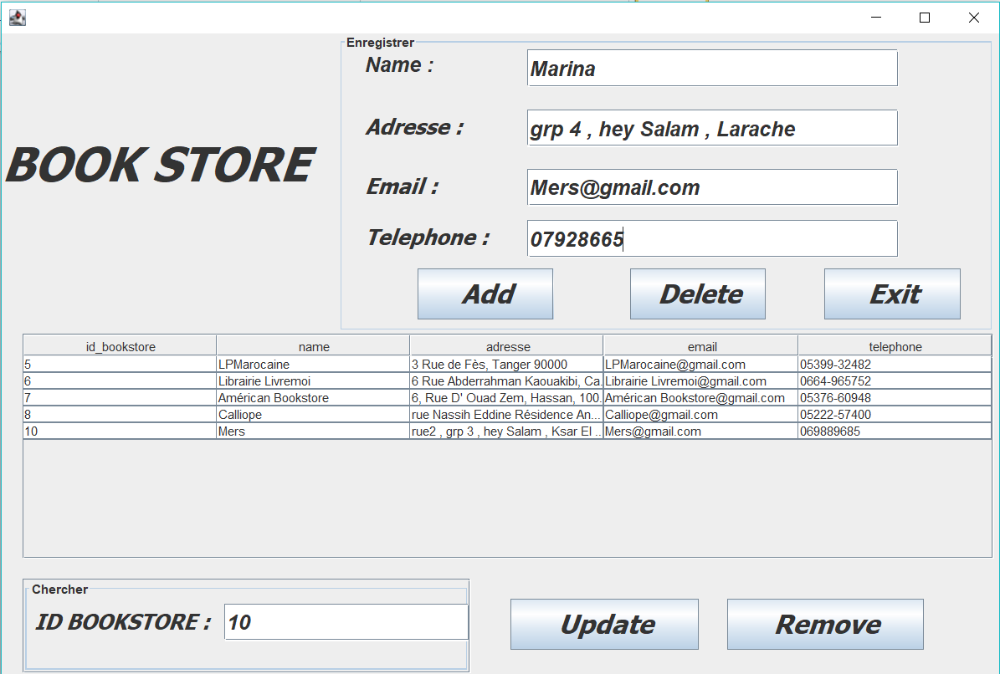 Enregistrer
Name :
Marina
Adresse :
grp 4 , hey Salam , Larache
BOOK STORE
Email :
Mers@gmail.com
Telephone :
07928665
Add Delete Exit
id_bookstore name adresse email telephone
5 LPMarocaine 3 Rue de Fès, Tanger 90000 LPMarocaine@gmail.com 05399-32482
6 Librairie Livremoi 6 Rue Abderrahman Kaouakibi, Ca... Librairie Livremoi@gmail.com 0664-965752
7 Américan Bookstore 6, Rue D' Ouad Zem, Hassan, 100... Américan Bookstore@gmail.com 05376-60948
8 Calliope rue Nassih Eddine Résidence An... Calliope@gmail.com 05222-57400
10 Mers rue2 , grp 3 , hey Salam , Ksar El ... Mers@gmail.com 069889685
Chercher
ID BOOKSTORE : 10
Update Remove